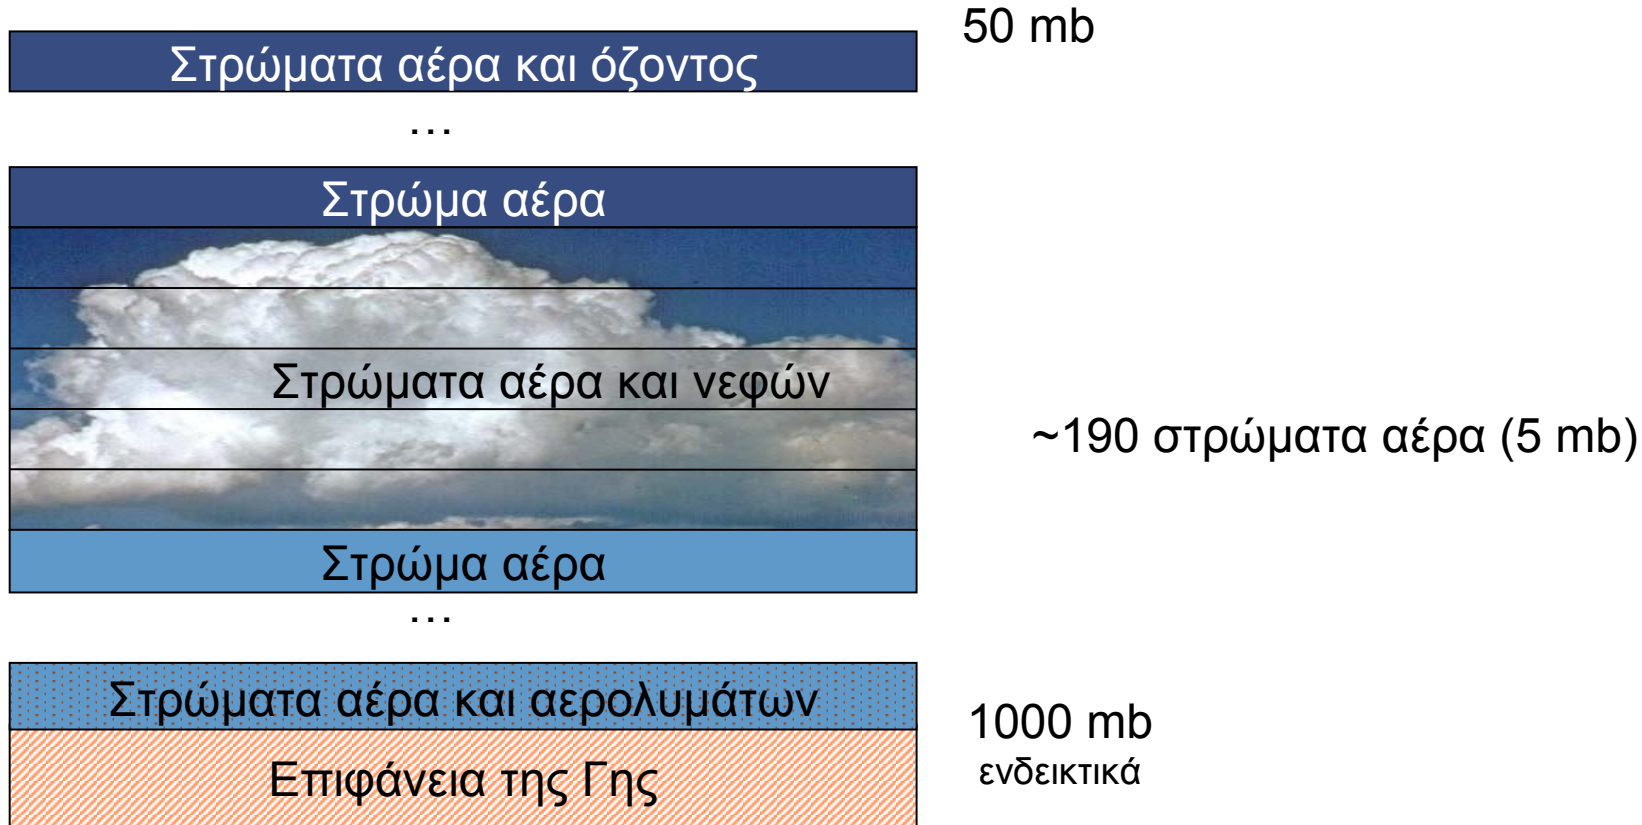 50 mb
Στρώματα αέρα και όζοντος
…
Στρώμα αέρα
Στρώματα αέρα και νεφών
~190 στρώματα αέρα (5 mb)
Στρώμα αέρα
…
Στρώματα αέρα και αερολυμάτων
1000 mb
ενδεικτικά
Επιφάνεια της Γης